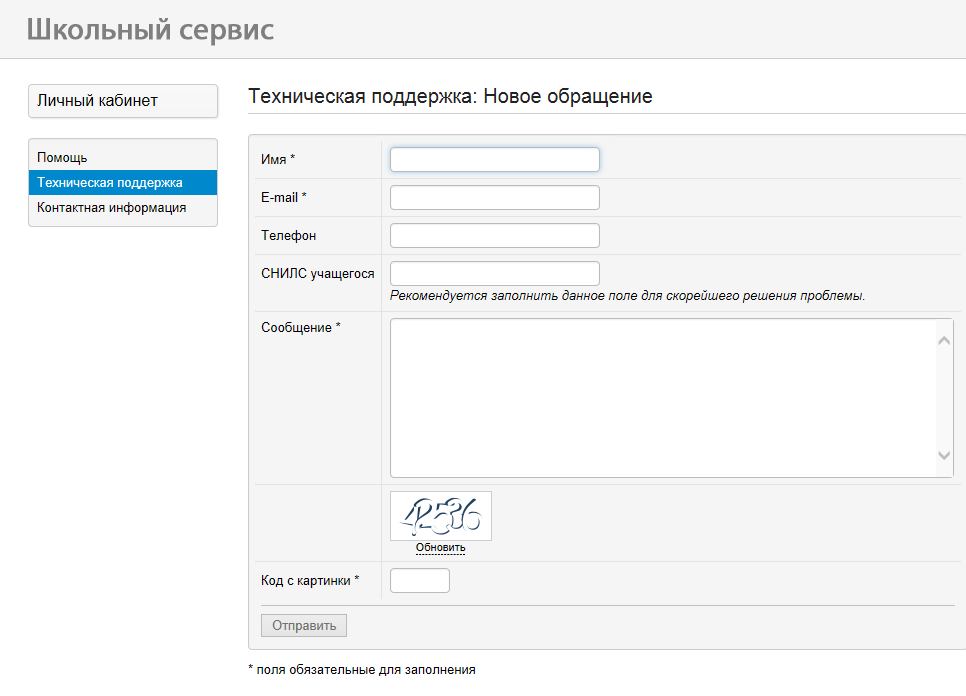 Школьный сервис
Личный кабинет
Помощь
Техническая поддержка
Контактная информация
Техническая поддержка: Новое обращение
Имя *
E-mail *
Телефон
СНИЛС учащегося
Рекомендуется заполнить данное поле для скорейшего решения проблемы.
Сообщение *
Обновить
Код с картинки *
Отправить
* поля обязательные для заполнения